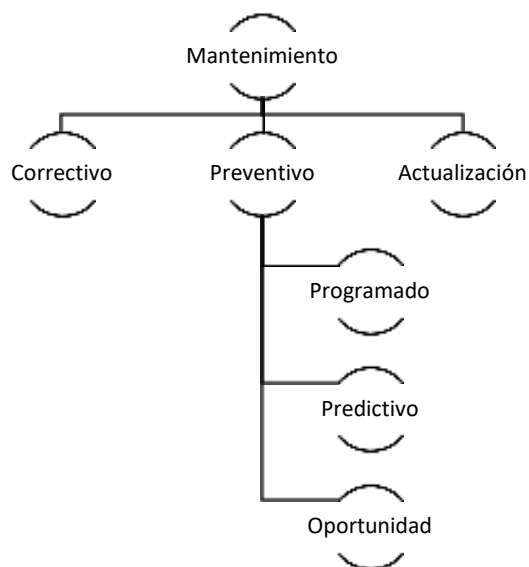 Mantenimiento
Correctivo
Preventivo
Actualización
Programado
Predictivo
Oportunidad